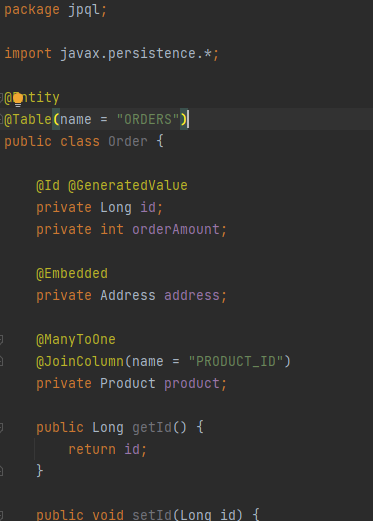 package jpql;
import javax.persistence.*;
@Entity
@Table(name = "ORDERS")
public class Order {
@Id @GeneratedValue
private Long id;
private int orderAmount;
@Embedded
private Address address;
@ManyToOne
@JoinColumn(name = "PRODUCT_ID")
private Product product;
public Long getId() {
return id;
}
public void setId(Long id) {